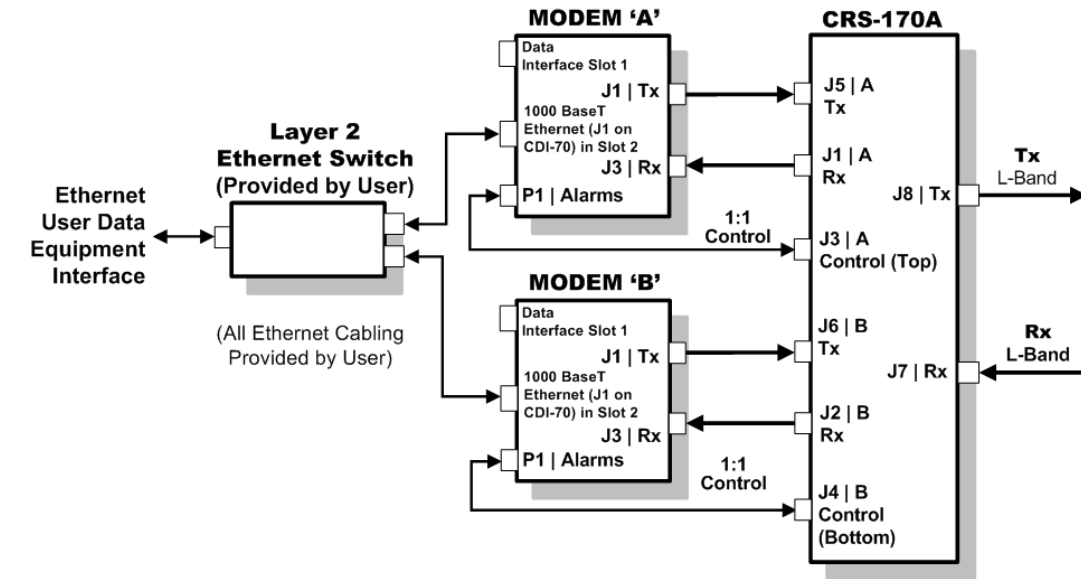 MODEM ‘A’
CRS-170A
Data
Interface Slot 1
J1 | Tx
1000 BaseT
Ethernet (J1 on
CDI-70) in Slot 2
J3 | Rx
P1 | Alarms
Layer 2
Ethernet Switch
(Provided by User)
Ethernet
User Data
Equipment
Interface
(All Ethernet Cabling
Provided by User)
1:1
Control
MODEM ‘B’
Data
Interface Slot 1
J1 | Tx
1000 BaseT
Ethernet (J1 on
CDI-70) in Slot 2
J3 | Rx
P1 | Alarms
1:1
Control
J5 | A
Tx
J1 | A
Rx
J3 | A
Control (Top)
J6 | B
Tx
J2 | B
Rx
J4 | B
Control
(Bottom)
J8 | Tx
J7 | Rx
Tx
L-Band
Rx
L-Band